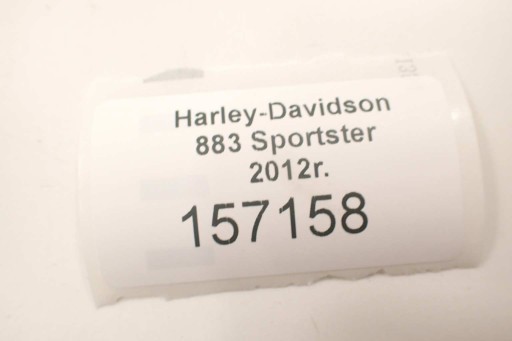 Harley-Davidson
883 Sportster
2012r.
157158